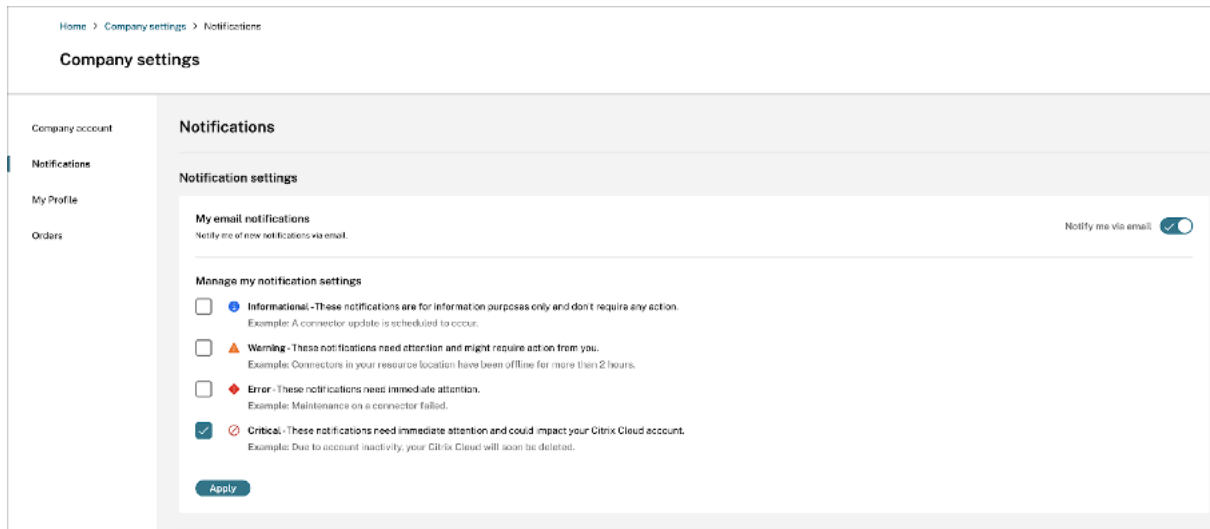 Home > Company settings > Notifications
Company settings
Company account
Notifications
My Profile
Orders
Notifications
Notification settings
My email notifications
Notify me of new notifications via email.
Notify me via email
Manage my notification settings
Informational - These notifications are for information purposes only and don't require any action.
Example: A connector update is scheduled to occur.
Warning - These notifications need attention and might require action from you.
Example: Connectors in your resource location have been offline for more than 2 hours.
Error - These notifications need immediate attention.
Example: Maintenance on a connector failed.
Critical - These notifications need immediate attention and could impact your Citrix Cloud account.
Example: Due to account inactivity, your Citrix Cloud will soon be deleted.
Apply